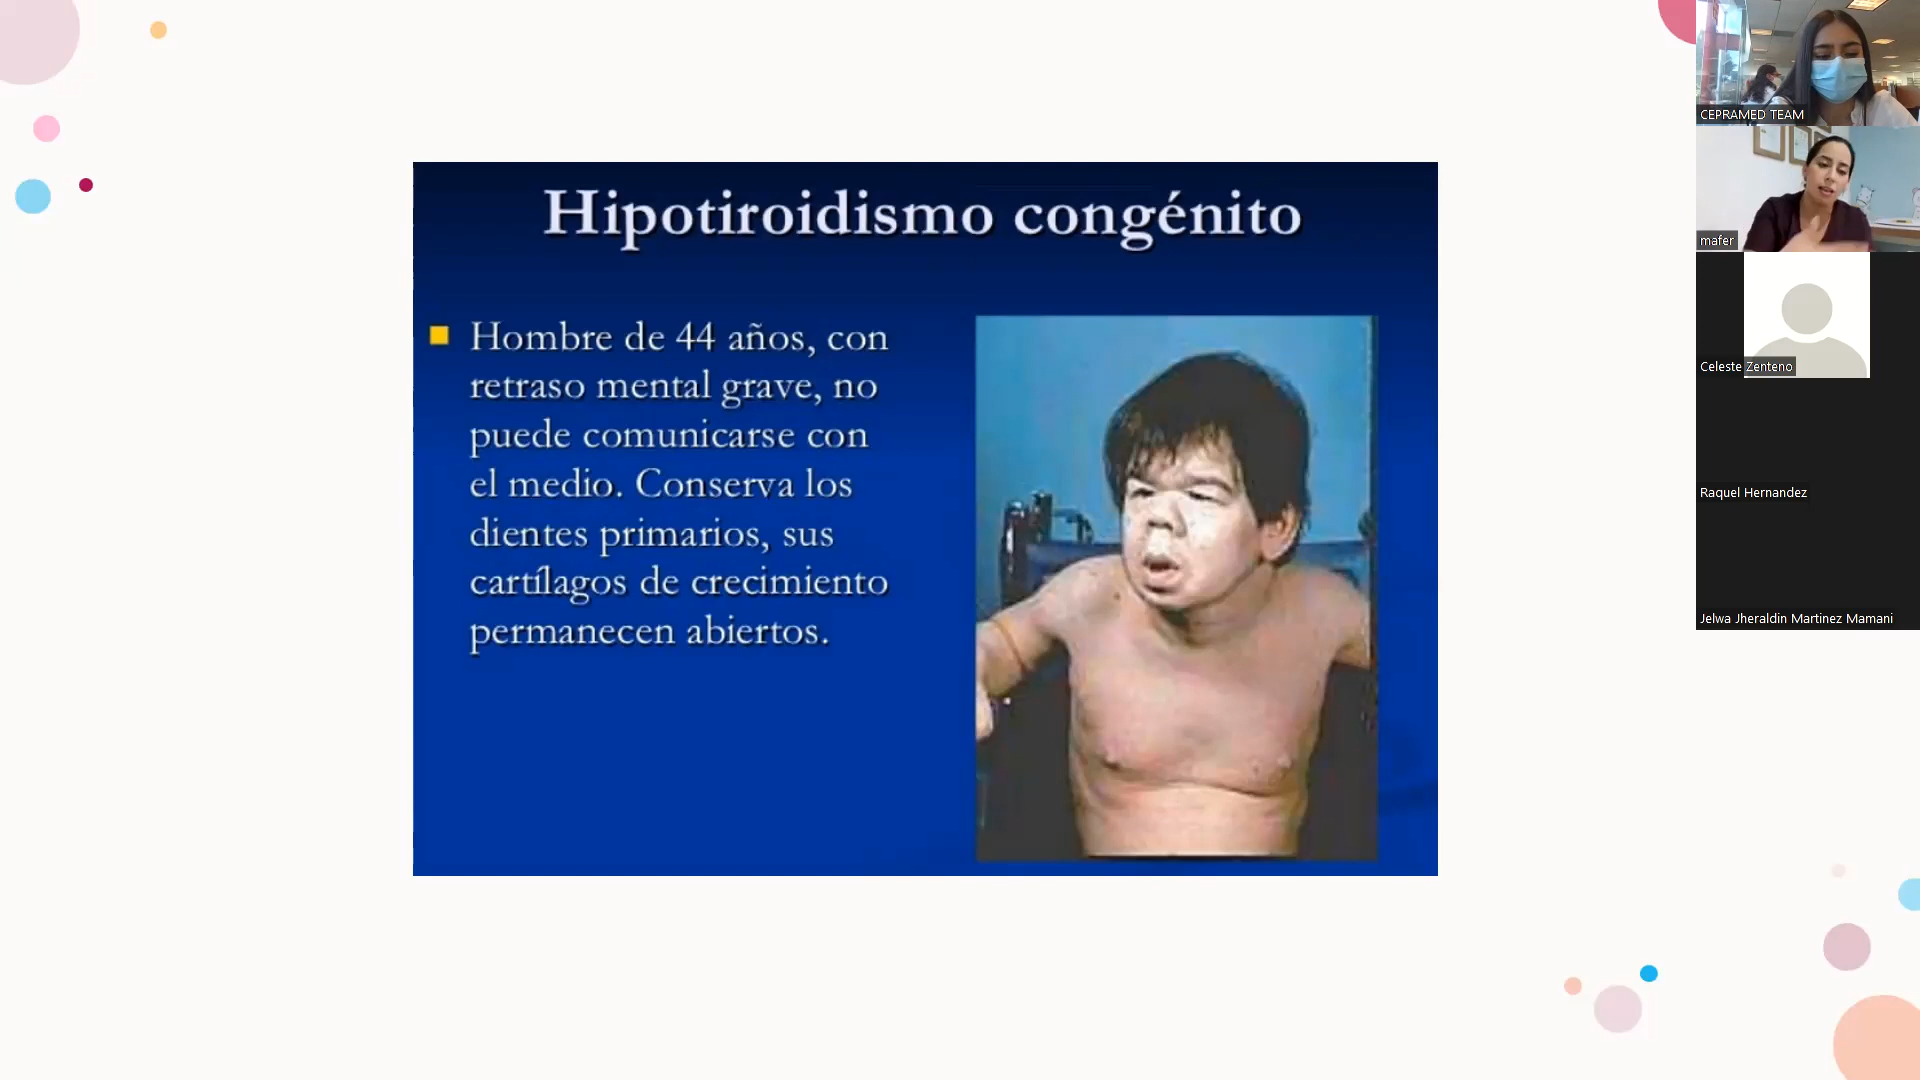 Hipotiroidismo congénito
Hombre de 44 años, con
retraso mental grave, no
puede comunicarse con
el medio. Conserva los
dientes primarios, sus
cartílagos de crecimiento
permanecen abiertos.
CEPRAMED TEAM
mafer
Celeste Zenteno
Raquel Hernandez
Jelwa Jheraldin Martinez Mamani